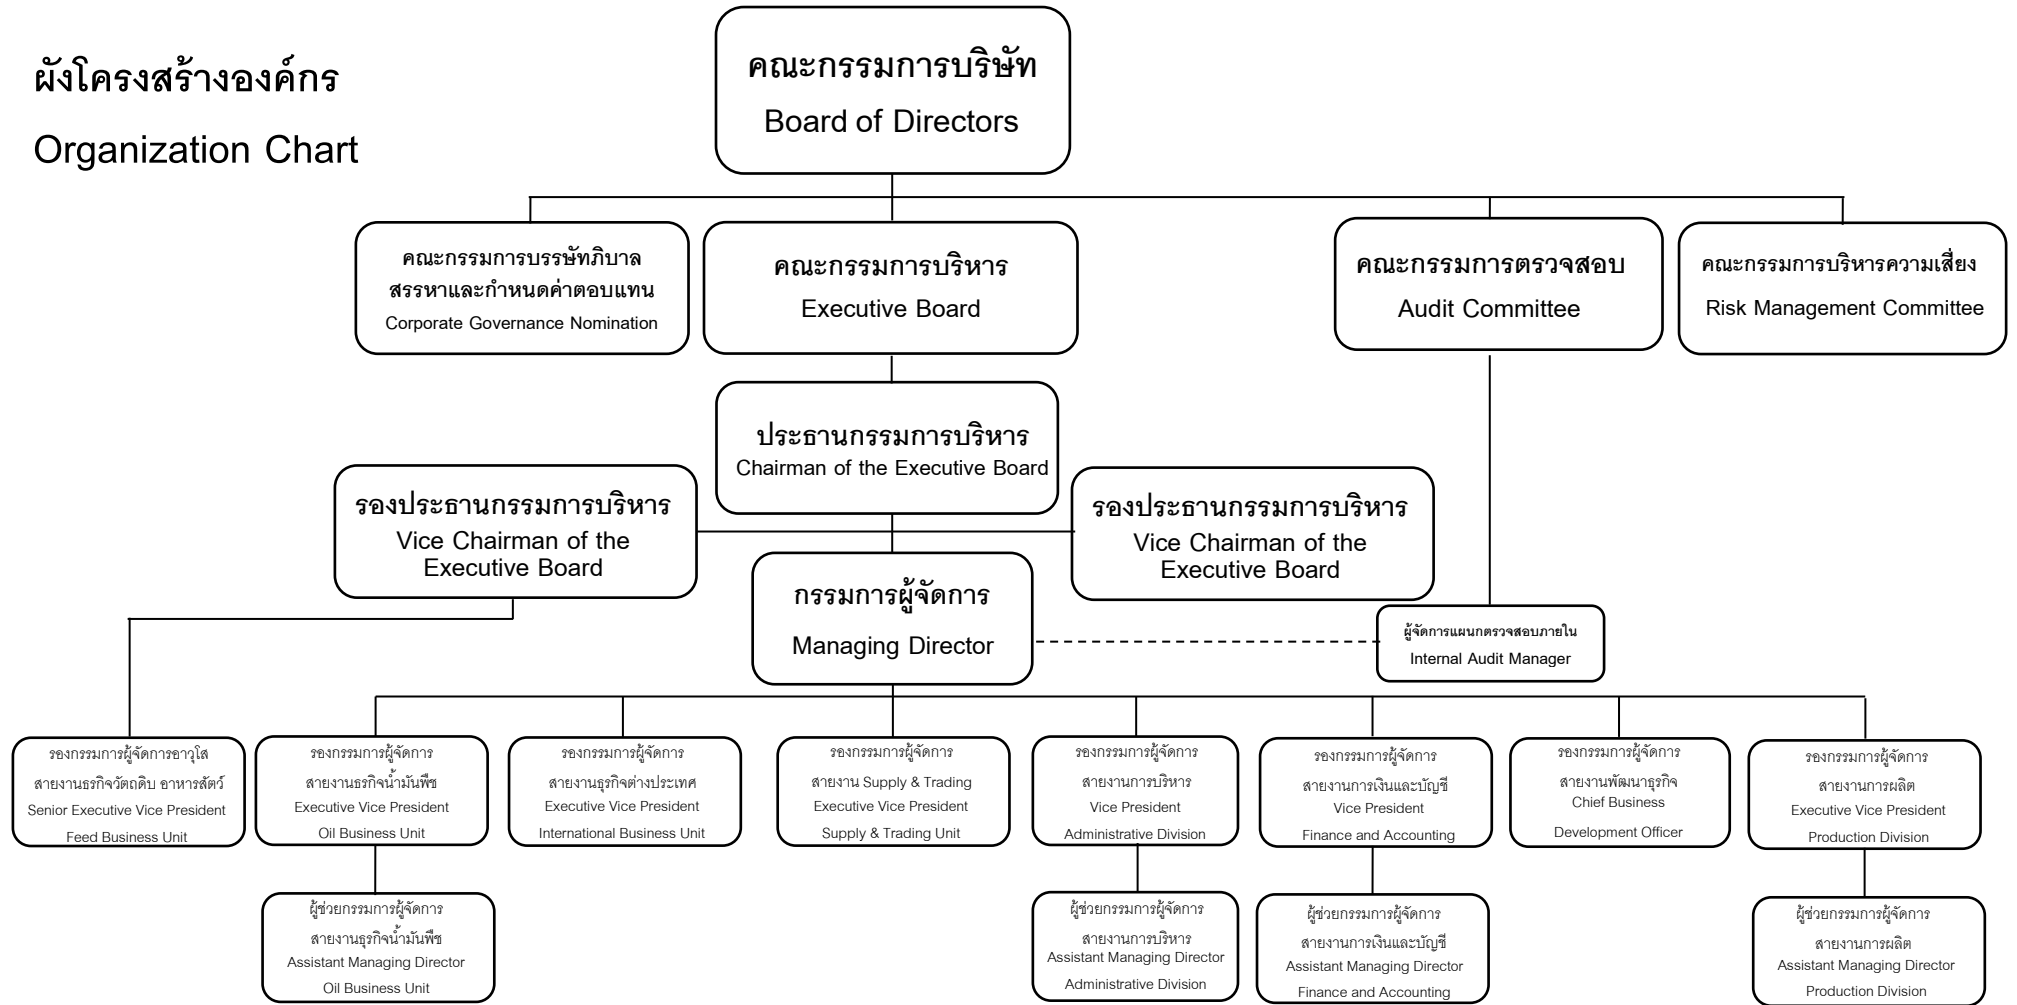 ผังโครงสร้างองค์กร
Organization Chart
คณะกรรมการบริษัท
Board of Directors
คณะกรรมการบรรษัทภิบาล
สรรหาและกำหนดค่าตอบแทน
Corporate Governance Nomination
คณะกรรมการบริหาร
Executive Board
คณะกรรมการตรวจสอบ
Audit Committee
คณะกรรมการบริหารความเสี่ยง
Risk Management Committee
ประธานกรรมการบริหาร
Chairman of the Executive Board
รองประธานกรรมการบริหาร
Vice Chairman of the
Executive Board
รองประธานกรรมการบริหาร
Vice Chairman of the
Executive Board
กรรมการผู้จัดการ
Managing Director
ผู้จัดการแผนกตรวจสอบภายใน
Internal Audit Manager
รองกรรมการผู้จัดการอาวุโส
สายงานธรกิจวัตถดิบ อาหารสัตว์
Senior Executive Vice President
Feed Business Unit
รองกรรมการผู้จัดการ
สายงานธรกิจน้ำมันพืช
Executive Vice President
Oil Business Unit
รองกรรมการผู้จัดการ
สายงานธุรกิจต่างประเทศ
Executive Vice President
International Business Unit
รองกรรมการผู้จัดการ
สายงาน Supply & Trading
Executive Vice President
Supply & Trading Unit
รองกรรมการผู้จัดการ
สายงานการบริหาร
Vice President
Administrative Division
รองกรรมการผู้จัดการ
สายงานการเงินและบัญชี
Vice President
Finance and Accounting
รองกรรมการผู้จัดการ
สายงานพัฒนาธุรกิจ
Chief Business
Development Officer
รองกรรมการผู้จัดการ
สายงานการผลิต
Executive Vice President
Production Division
ผู้ช่วยกรรมการผู้จัดการ
สายงานธุรกิจน้ำมันพืช
Assistant Managing Director
Oil Business Unit
ผู้ช่วยกรรมการผู้จัดการ
สายงานการบริหาร
Assistant Managing Director
Administrative Division
ผู้ช่วยกรรมการผู้จัดการ
สายงานการเงินและบัญชี
Assistant Managing Director
Finance and Accounting
ผู้ช่วยกรรมการผู้จัดการ
สายงานการผลิต
Assistant Managing Director
Production Division